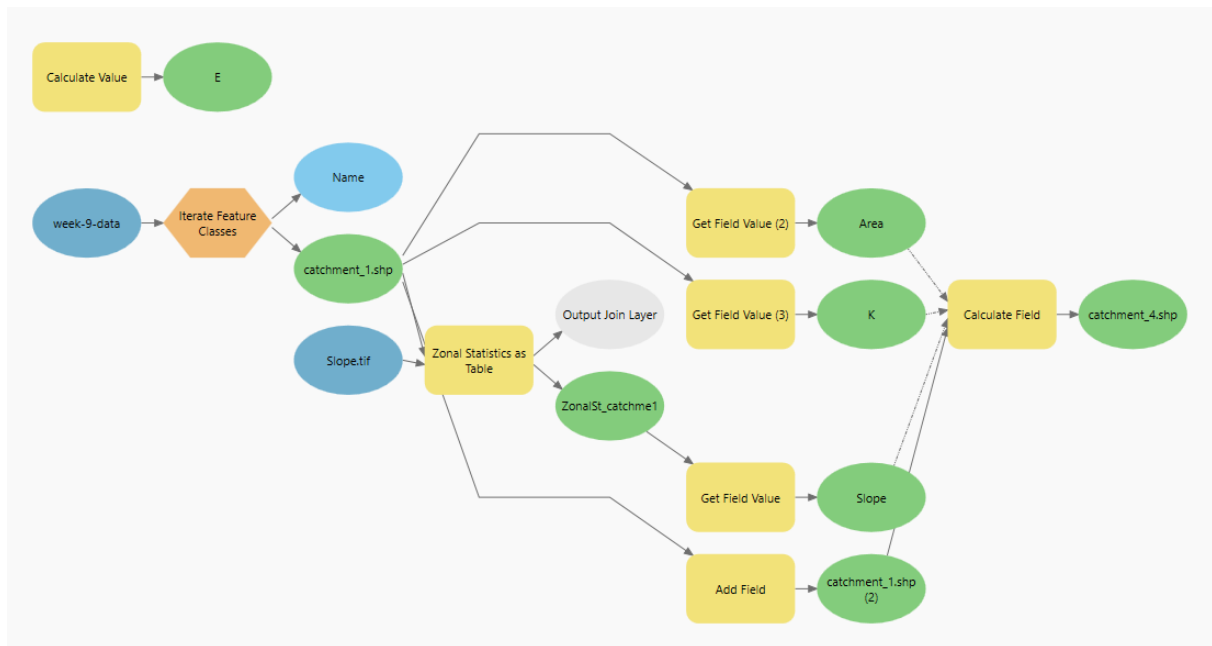 Calculate Value
E
Name
week-9-data
Iterate Feature
Classes
catchment_1.shp
Slope.tif
Zonal Statistics as
Table
Output Join Layer
ZonalSt_catchme1
Get Field Value (2)
Area
Get Field Value (3)
K
Calculate Field
catchment_4.shp
Get Field Value
Slope
Add Field
catchment_1.shp
(2)